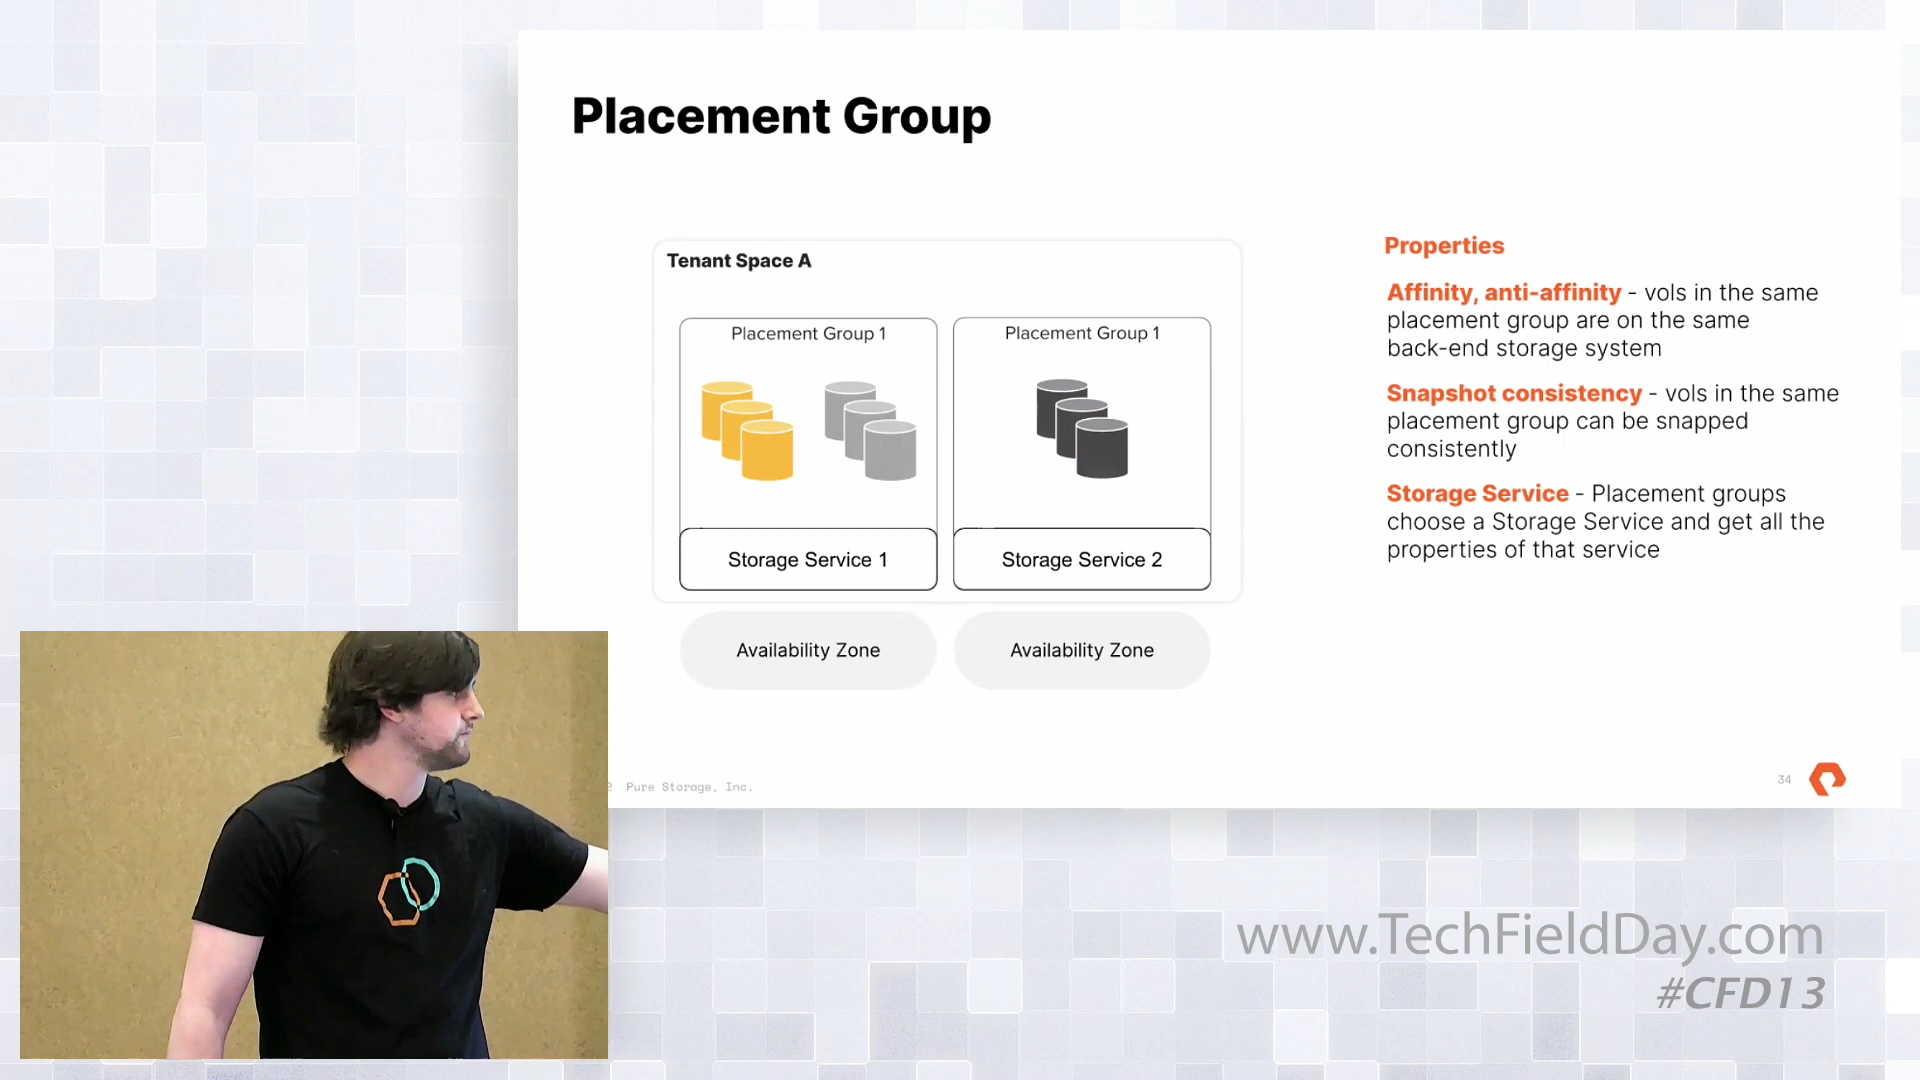 Placement Group
Tenant Space A
Placement Group 1
Placement Group 1
Storage Service 1
Storage Service 2
Availability Zone
Availability Zone
Properties
Affinity, anti-affinity - vols in the same
placement group are on the same
back-end storage system
Snapshot consistency - vols in the same
placement group can be snapped
consistently
Storage Service - Placement groups
choose a Storage Service and get all the
properties of that service
2 Pure Storage, Inc.
34
www.TechFieldDay.com
#CFD13